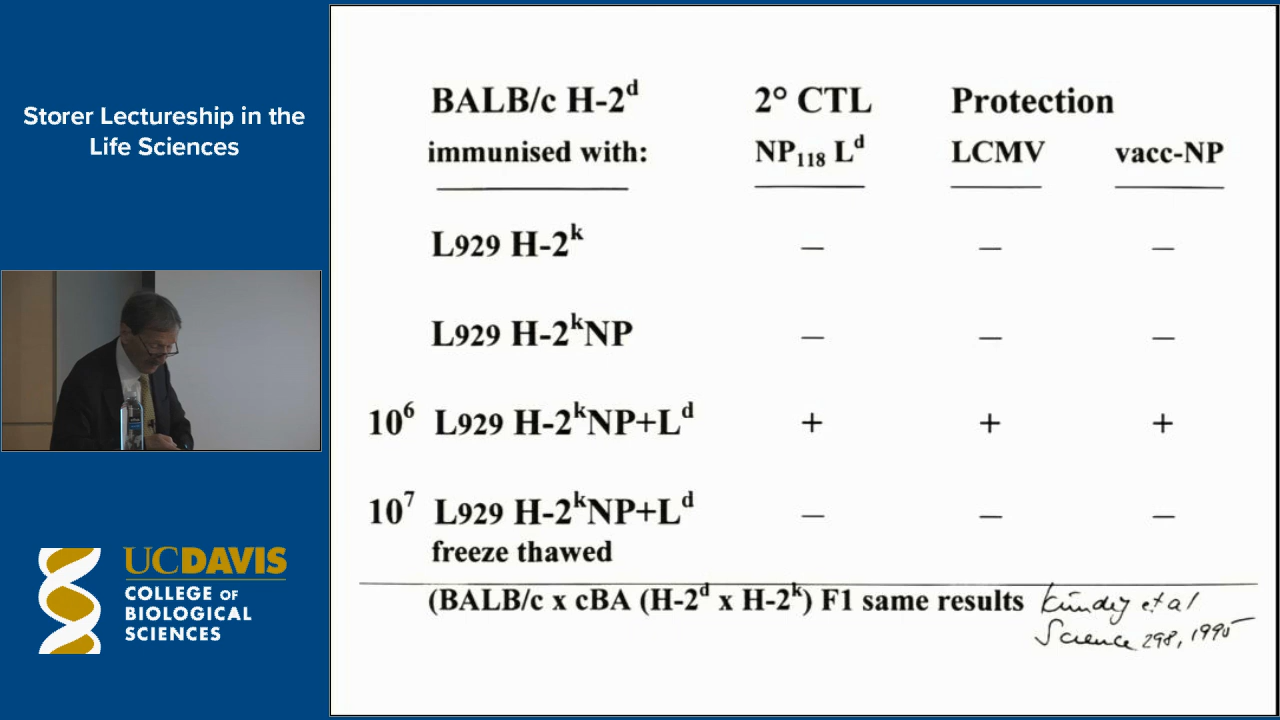 Storer Lectureship in the
Life Sciences
UCDAVIS
COLLEGE OF
BIOLOGICAL
SCIENCES
BALB/c H-2ᵈ 2° CTL Protection
immunised with: NP₁₁₈ Lᵈ LCMV vacc-NP
L929 H-2ᵏ – – –
L929 H-2ᵏNP – – –
10⁶ L929 H-2ᵏNP+Lᵈ + + +
10⁷ L929 H-2ᵏNP+Lᵈ – – –
freeze thawed
(BALB/c x cBA (H-2ᵈ x H-2ᵏ) F1 same results et al
Science 298, 1995